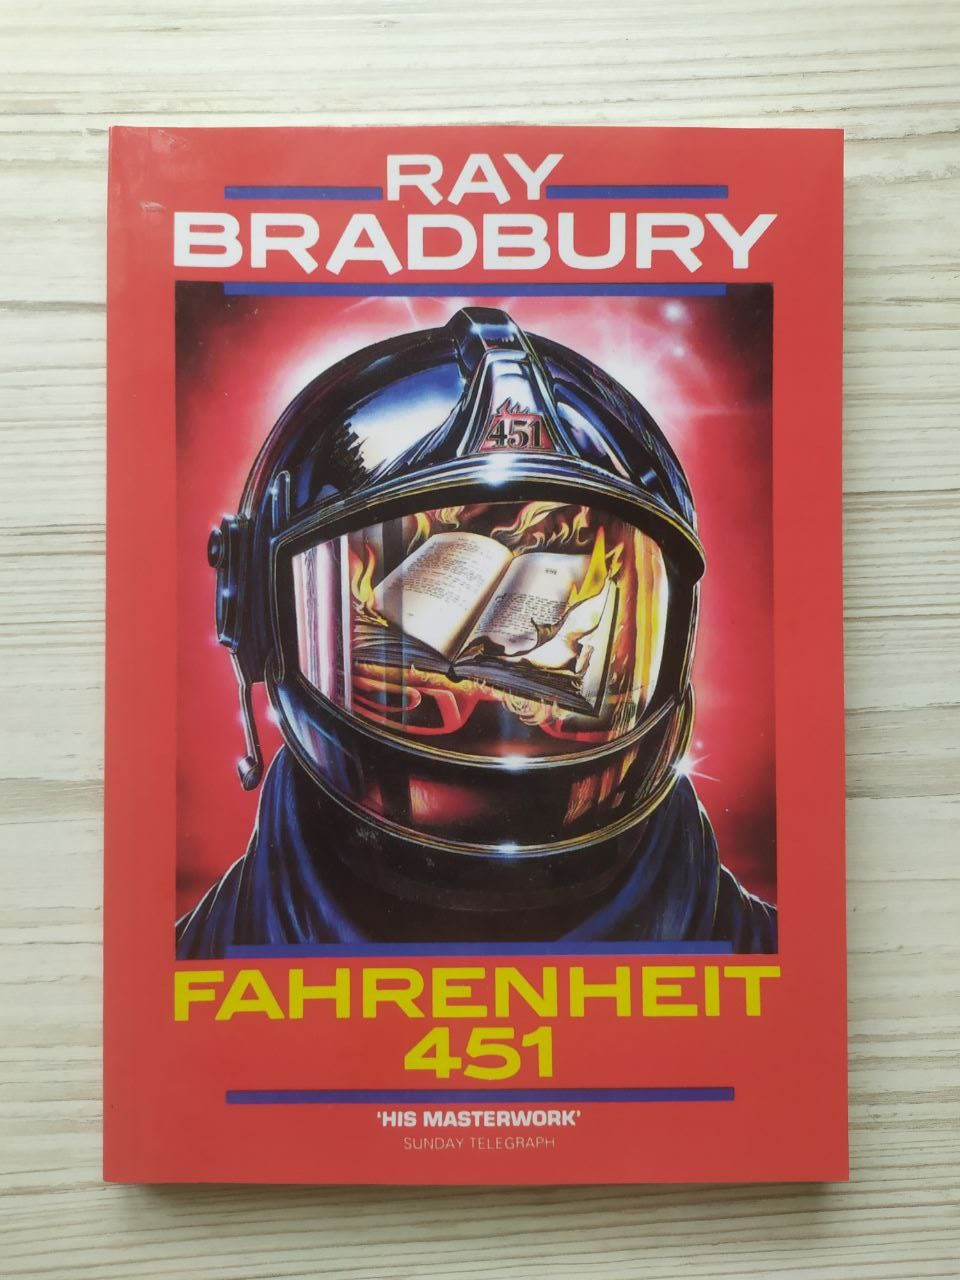 RAY
BRADBURY
451
FAHRENHEIT
451
'HIS MASTERWORK'
SUNDAY TELEGRAPH